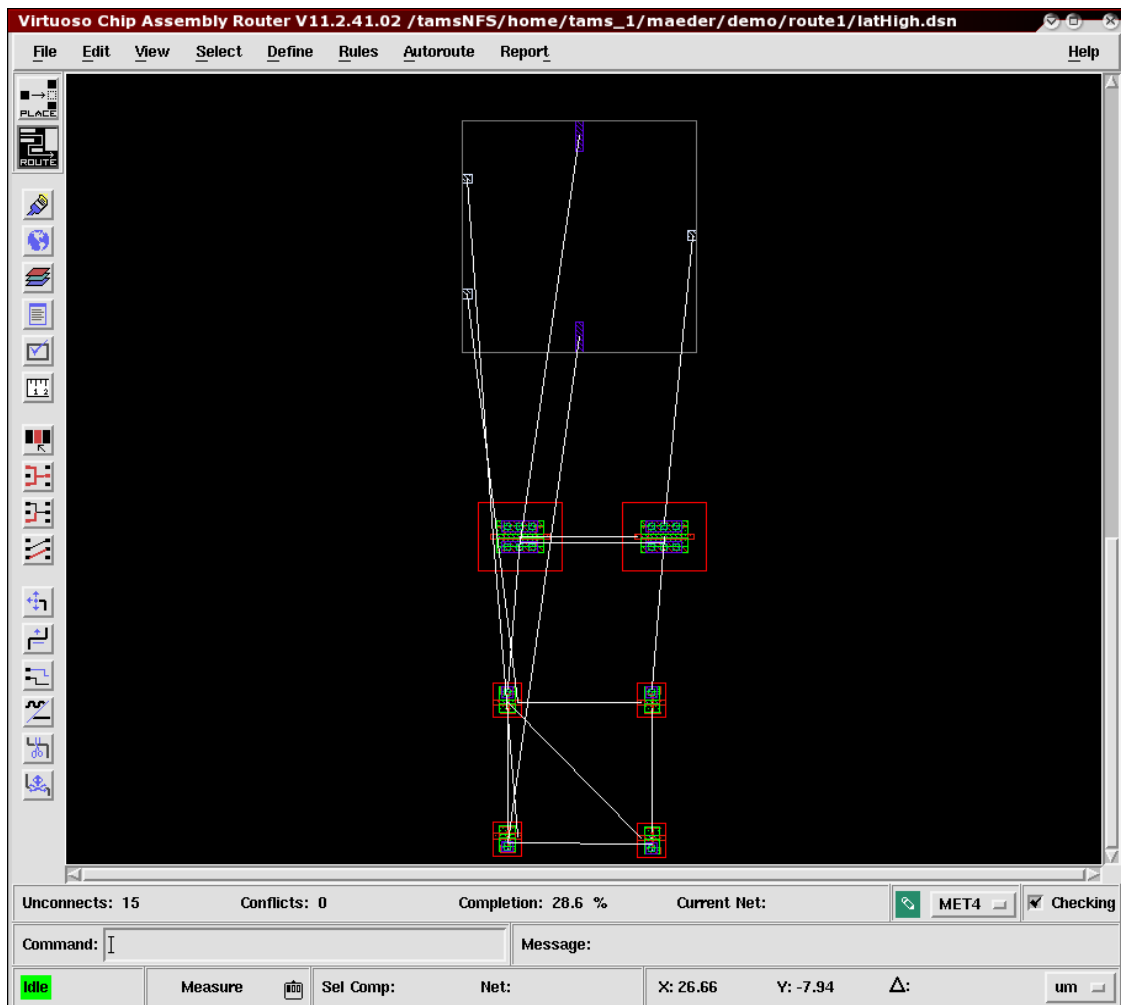 Virtuoso Chip Assembly Router V11.2.41.02 /tamsNFS/home/tams_1/maeder/demo/route1/latHigh.dsn
File Edit View Select Define Rules Autoroute Report Help
PLACE
ROUTE
1 2
Unconnects: 15 Conflicts: 0 Completion: 28.6 % Current Net: MET4 Checking
Command: Message:
Idle Measure Sel Comp: Net: X: 26.66 Y: -7.94 Δ: um